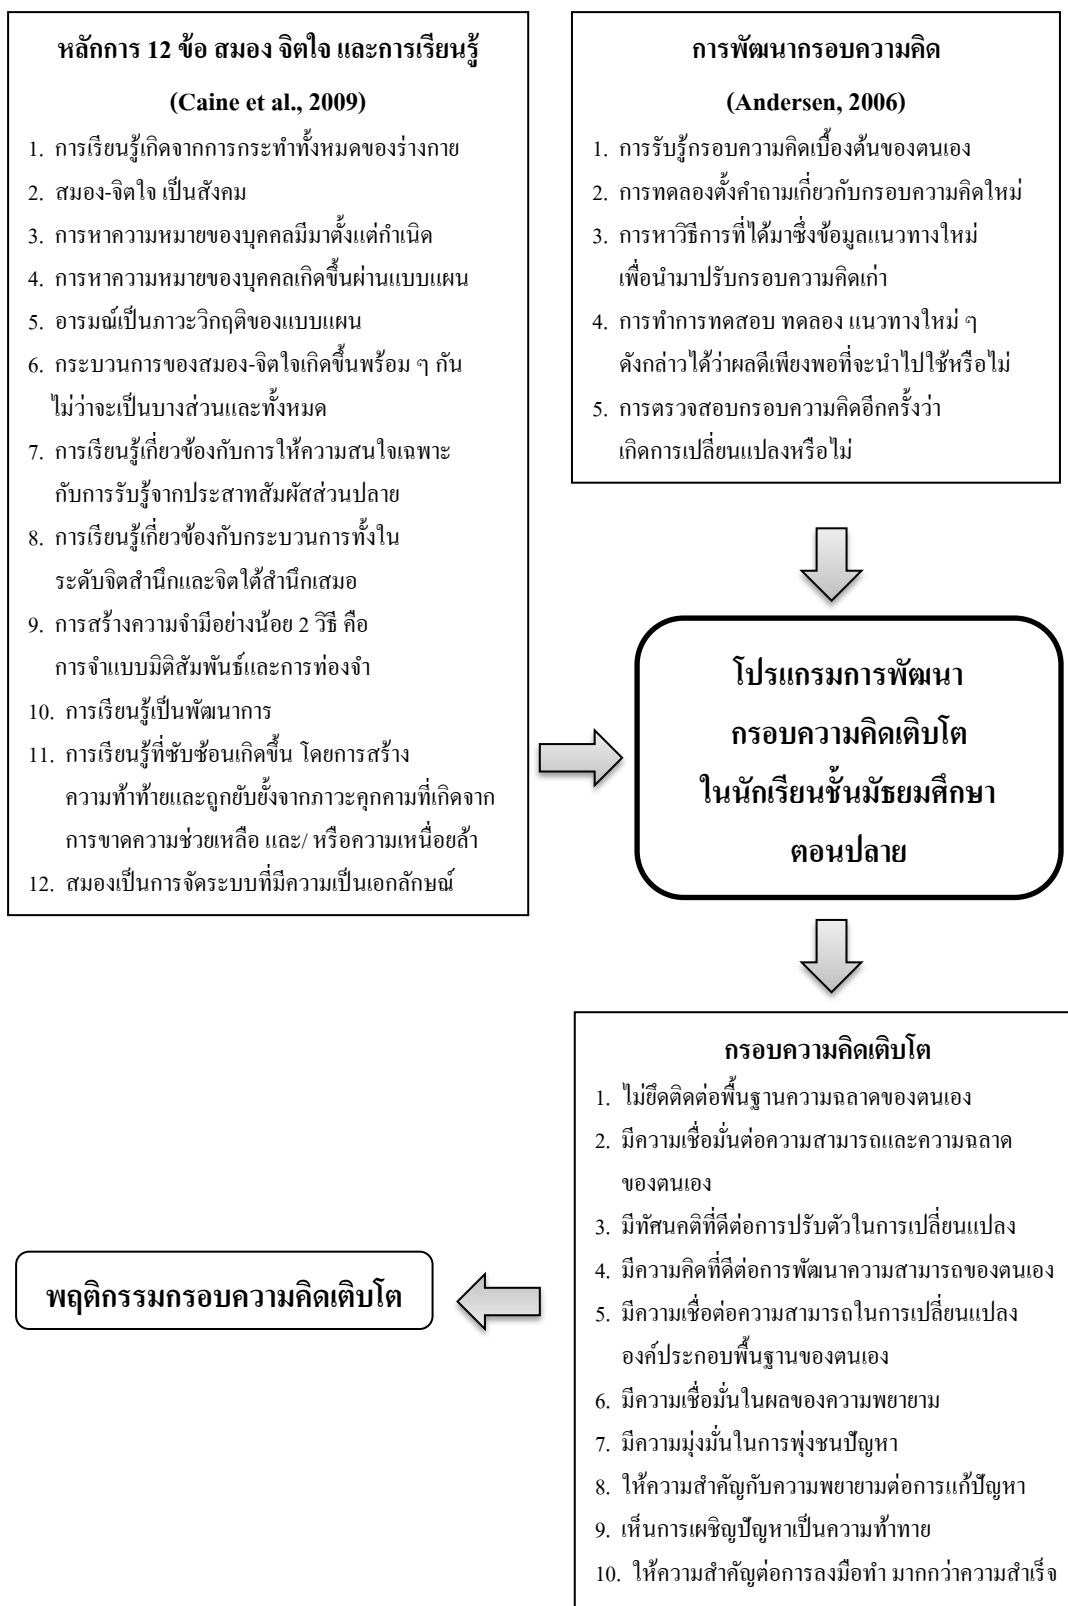 หลักการ 12 ข้อ สมอง จิตใจ และการเรียนรู้
(Caine et al., 2009)
1. การเรียนรู้เกิดจากการกระทำทั้งหมดของร่างกาย
2. สมอง-จิตใจ เป็นสังคม
3. การหาความหมายของบุคคลมีมาตั้งแต่กำเนิด
4. การหาความหมายของบุคคลเกิดขึ้นผ่านแบบแผน
5. อารมณ์เป็นภาวะวิกฤติของแบบแผน
6. กระบวนการของสมอง-จิตใจเกิดขึ้นพร้อม ๆ กัน
ไม่ว่าจะเป็นบางส่วนและทั้งหมด
7. การเรียนรู้เกี่ยวข้องกับการให้ความสนใจเฉพาะ
กับการรับรู้จากประสาทสัมผัสส่วนปลาย
8. การเรียนรู้เกี่ยวข้องกับกระบวนการทั้งใน
ระดับจิตสำนึกและจิตใต้สำนึกเสมอ
9. การสร้างความจำมีอย่างน้อย 2 วิธี คือ
การจำแบบมิติสัมพันธ์และการท่องจำ
10. การเรียนรู้เป็นพัฒนาการ
11. การเรียนรู้ที่ซับซ้อนเกิดขึ้น โดยการสร้าง
ความท้าท้ายและถูกยับยั้งจากภาวะคุกคามที่เกิดจาก
การขาดความช่วยเหลือ และ/ หรือความเหนื่อยล้า
12. สมองเป็นการจัดระบบที่มีความเป็นเอกลักษณ์
การพัฒนากรอบความคิด
(Andersen, 2006)
1. การรับรู้กรอบความคิดเบื้องต้นของตนเอง
2. การทดลองตั้งคำถามเกี่ยวกับกรอบความคิดใหม่
3. การหาวิธีการที่ได้มาซึ่งข้อมูลแนวทางใหม่
เพื่อนำมาปรับกรอบความคิดเก่า
4. การทำการทดสอบ ทดลอง แนวทางใหม่ ๆ
ดังกล่าวได้ว่าผลดีเพียงพอที่จะนำไปใช้หรือไม่
5. การตรวจสอบกรอบความคิดอีกครั้งว่า
เกิดการเปลี่ยนแปลงหรือไม่
โปรแกรมการพัฒนา
กรอบความคิดเติบโต
ในนักเรียนชั้นมัธยมศึกษา
ตอนปลาย
กรอบความคิดเติบโต
1. ไม่ยึดติดต่อพื้นฐานความฉลาดของตนเอง
2. มีความเชื่อมั่นต่อความสามารถและความฉลาด
ของตนเอง
3. มีทัศนคติที่ดีต่อการปรับตัวในการเปลี่ยนแปลง
4. มีความคิดที่ดีต่อการพัฒนาความสามารถของตนเอง
5. มีความเชื่อต่อความสามารถในการเปลี่ยนแปลง
องค์ประกอบพื้นฐานของตนเอง
6. มีความเชื่อมั่นในผลของความพยายาม
7. มีความมุ่งมั่นในการพุ่งชนปัญหา
8. ให้ความสำคัญกับความพยายามต่อการแก้ปัญหา
9. เห็นการเผชิญปัญหาเป็นความท้าทาย
10. ให้ความสำคัญต่อการลงมือทำ มากกว่าความสำเร็จ
พฤติกรรมกรอบความคิดเติบโต